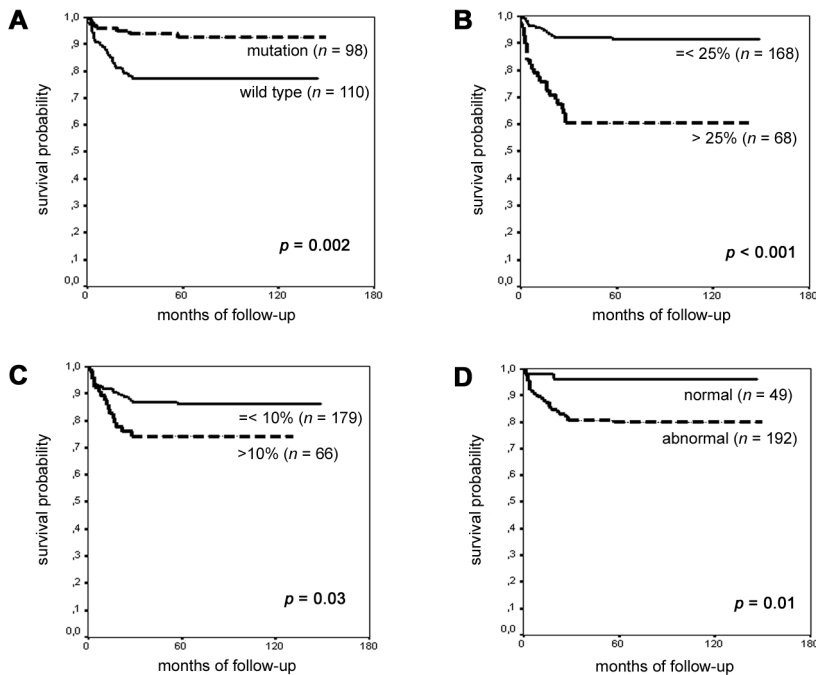 A
1,0
,9
,8
,7
,6
,5
,4
,3
,2
,1
0,0
survival probability
mutation (n = 98)
wild type (n = 110)
p = 0.002
0
60
120
180
months of follow-up
B
1,0
,9
,8
,7
,6
,5
,4
,3
,2
,1
0,0
survival probability
=< 25% (n = 168)
> 25% (n = 68)
p < 0.001
0
60
120
180
months of follow-up
C
1,0
,9
,8
,7
,6
,5
,4
,3
,2
,1
0,0
survival probability
=< 10% (n = 179)
>10% (n = 66)
p = 0.03
0
60
120
180
months of follow-up
D
1,0
,9
,8
,7
,6
,5
,4
,3
,2
,1
0,0
survival probability
normal (n = 49)
abnormal (n = 192)
p = 0.01
0
60
120
180
months of follow-up